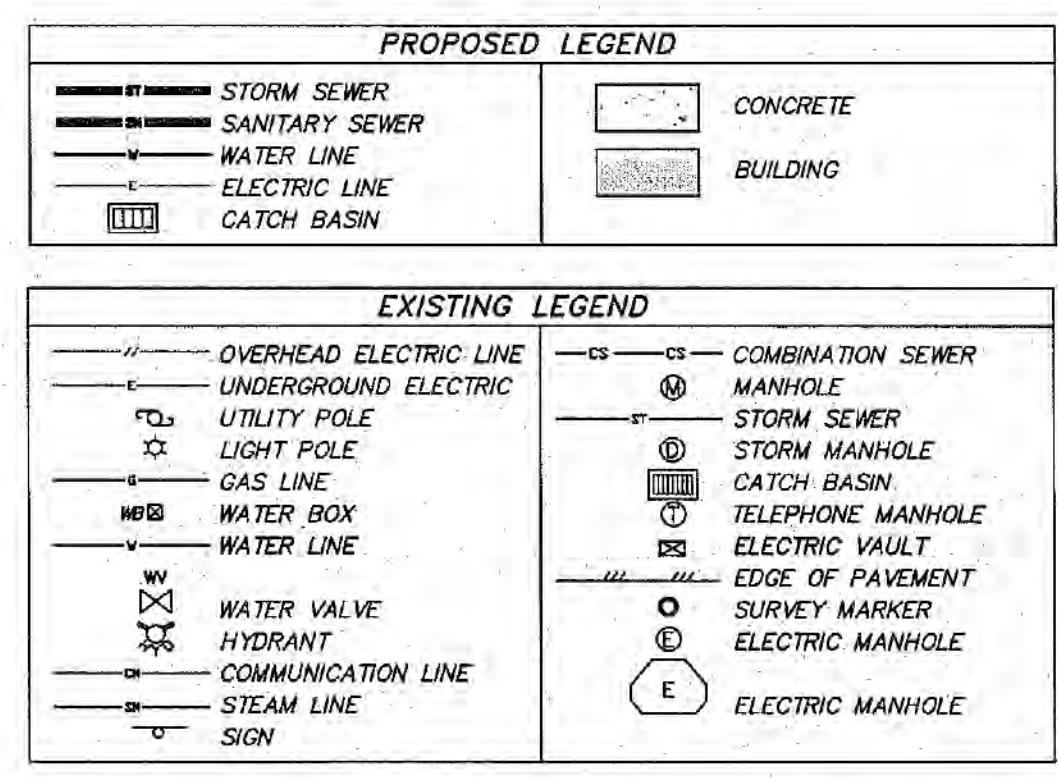 PROPOSED LEGEND
ST STORM SEWER
SN SANITARY SEWER
W WATER LINE
E ELECTRIC LINE
CATCH BASIN
CONCRETE
BUILDING
EXISTING LEGEND
OVERHEAD ELECTRIC LINE
E UNDERGROUND ELECTRIC
UTILITY POLE
LIGHT POLE
G GAS LINE
WB WATER BOX
W WATER LINE
WV
WATER VALVE
HYDRANT
COMMUNICATION LINE
STEAM LINE
SIGN
CS CS COMBINATION SEWER
M MANHOLE
ST STORM SEWER
D STORM MANHOLE
CATCH BASIN
T TELEPHONE MANHOLE
ELECTRIC VAULT
EDGE OF PAVEMENT
SURVEY MARKER
E ELECTRIC MANHOLE
E ELECTRIC MANHOLE